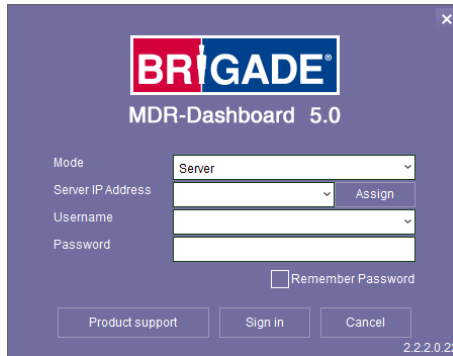 BRIGADE®
MDR-Dashboard 5.0
Mode Server
Server IP Address Assign
Username
Password
Remember Password
Product support Sign in Cancel